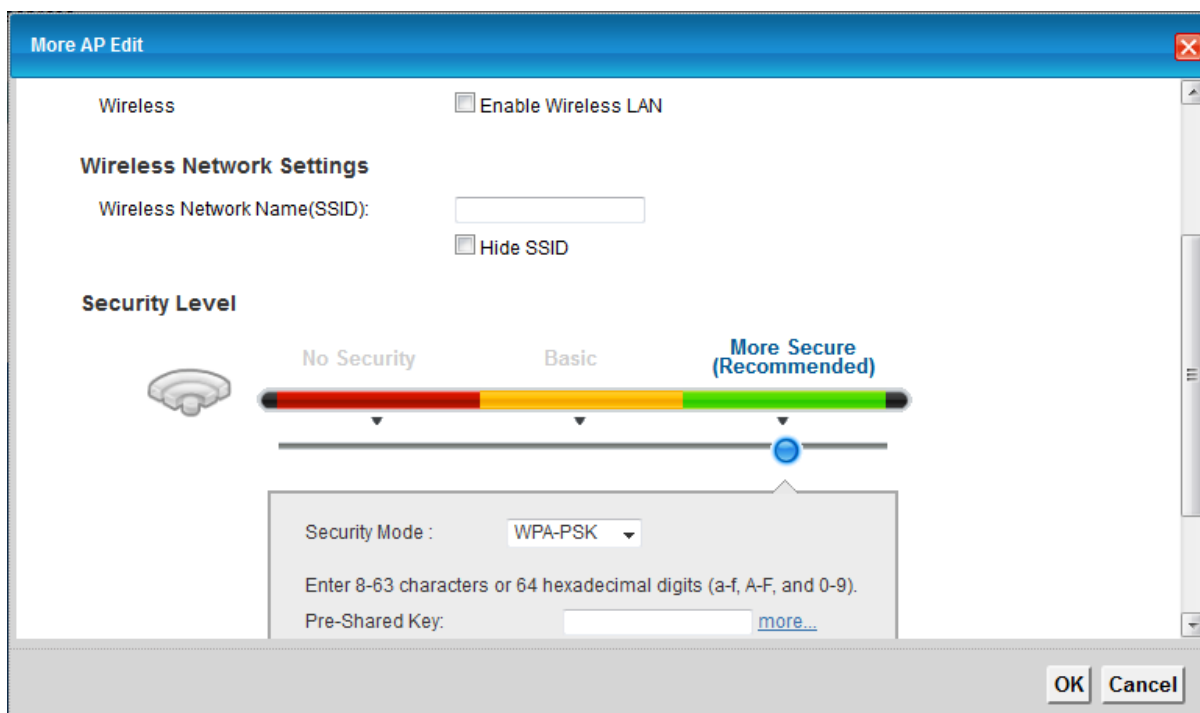 More AP Edit
Wireless
Enable Wireless LAN
Wireless Network Settings
Wireless Network Name(SSID):
Hide SSID
Security Level
No Security
Basic
More Secure
(Recommended)
Security Mode :
WPA-PSK
Enter 8-63 characters or 64 hexadecimal digits (a-f, A-F, and 0-9).
Pre-Shared Key:
more...
OK
Cancel